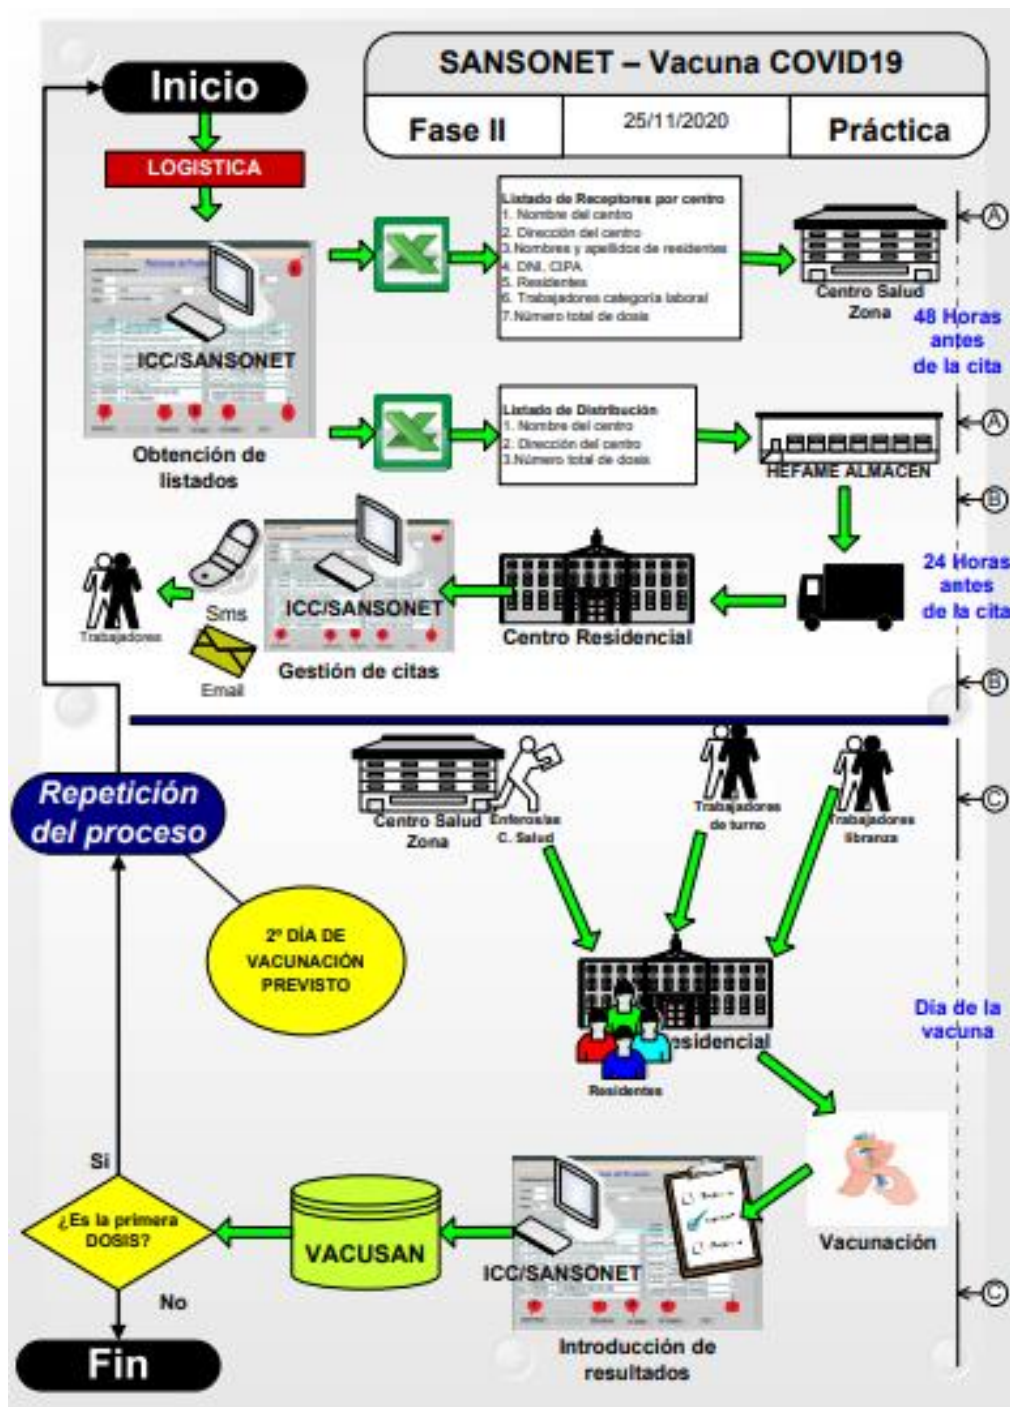 SANSONET – Vacuna COVID19
Fase II
25/11/2020
Práctica
Inicio
LOGISTICA
ICC/SANSONET
Obtención de
listados
Listado de Receptores por centro
1. Nombre del centro
2. Dirección del centro
3.Nombres y apellidos de residentes
4. DNI. CIPA
5. Residentes
6. Trabajadores categoría laboral
7.Número total de dosis
Centro Salud
Zona
A
48 Horas
antes
de la cita
Listado de Distribución
1. Nombre del centro
2. Dirección del centro
3.Número total de dosis
HEFAME ALMACEN
A
B
24 Horas
antes
de la cita
Trabajadores
Sms
Email
ICC/SANSONET
Gestión de citas
Centro Residencial
B
Repetición
del proceso
2º DÍA DE
VACUNACIÓN
PREVISTO
Centro Salud
Zona
Enferos/as
C. Salud
Trabajadores
de turno
Trabajadores
libranza
C
esidencial
Residentes
Día de la
vacuna
Vacunación
ICC/SANSONET
Introducción de
resultados
VACUSAN
Si
¿Es la primera
DOSIS?
No
Fin
C